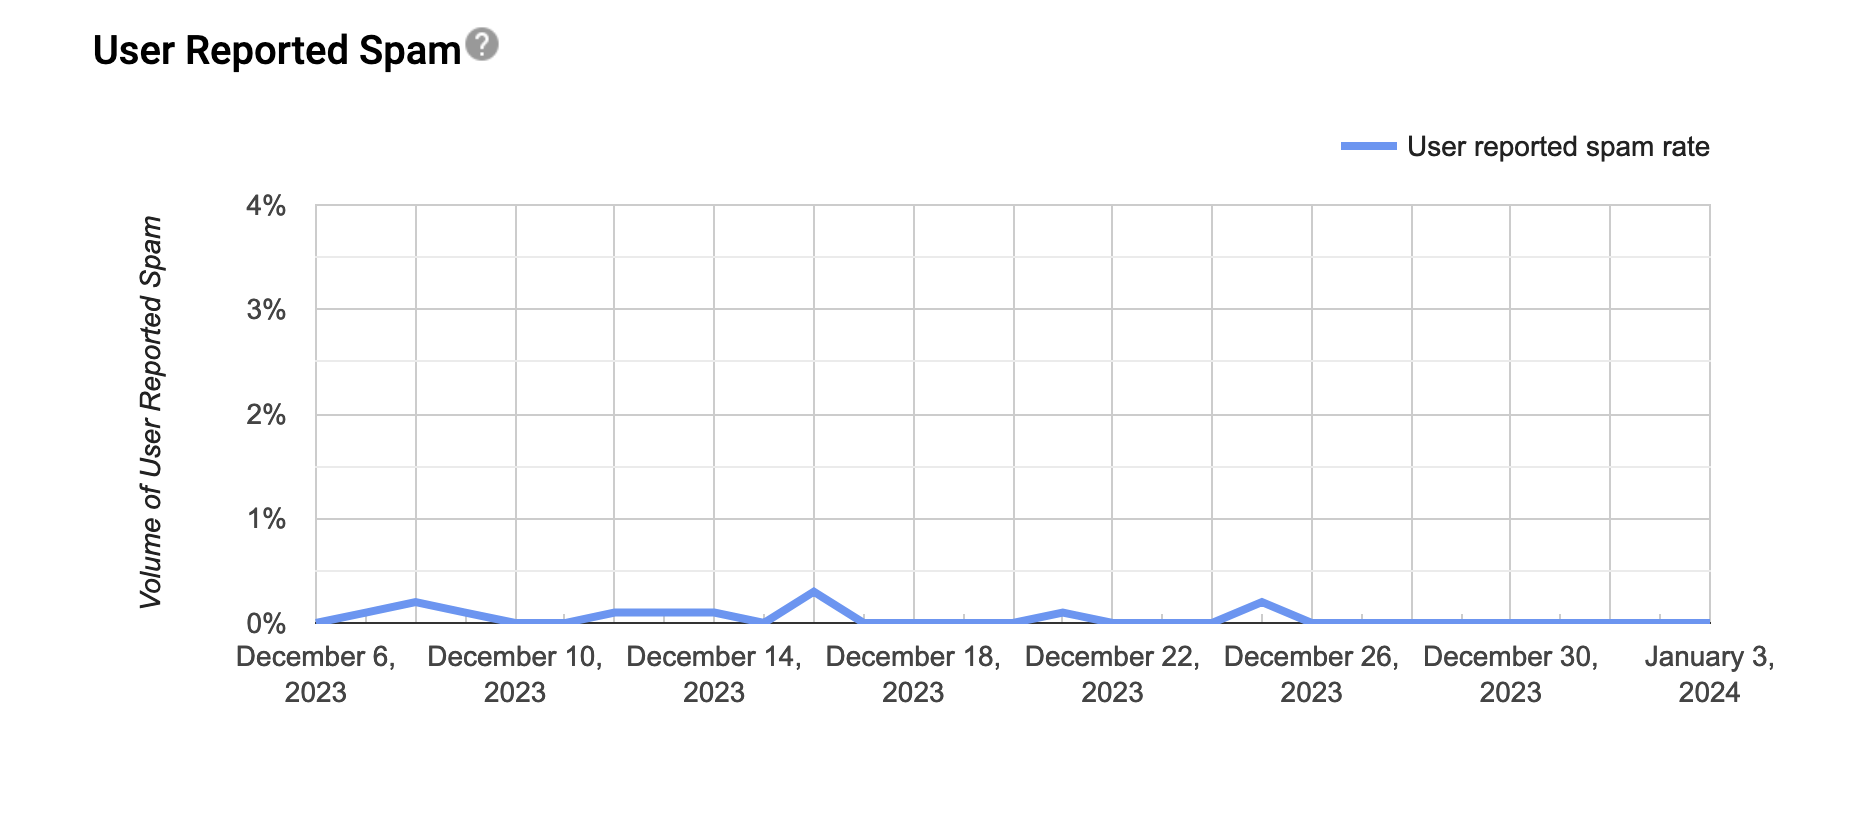 User Reported Spam
?
User reported spam rate
Volume of User Reported Spam
4%
3%
2%
1%
0%
December 6,
2023
December 10,
2023
December 14,
2023
December 18,
2023
December 22,
2023
December 26,
2023
December 30,
2023
January 3,
2024